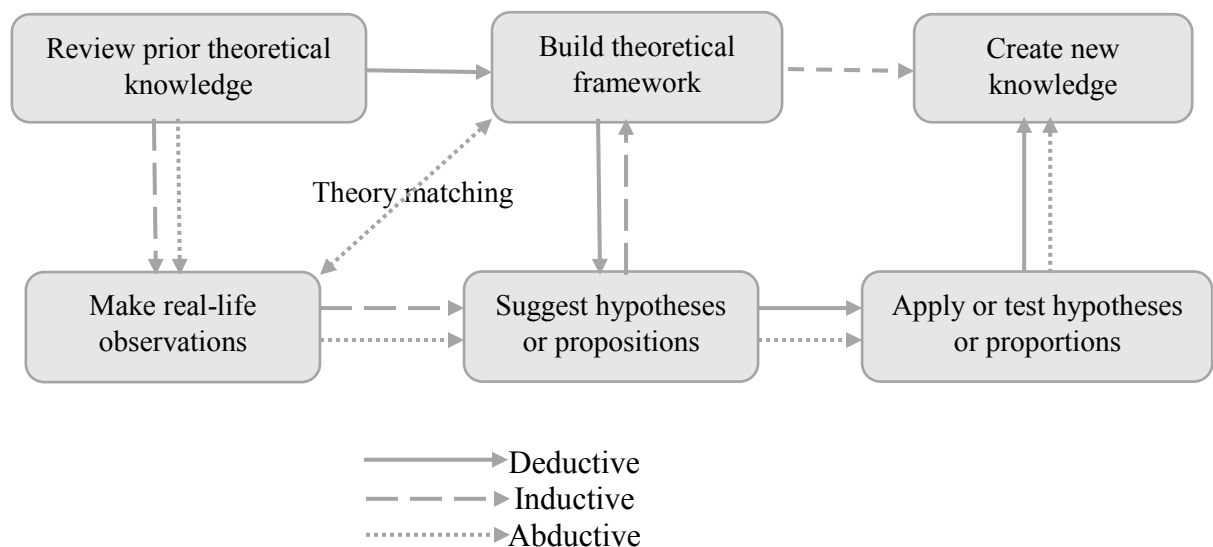 Review prior theoretical
knowledge
Build theoretical
framework
Create new
knowledge
Theory matching
Make real-life
observations
Suggest hypotheses
or propositions
Apply or test hypotheses
or proportions
Deductive
Inductive
Abductive